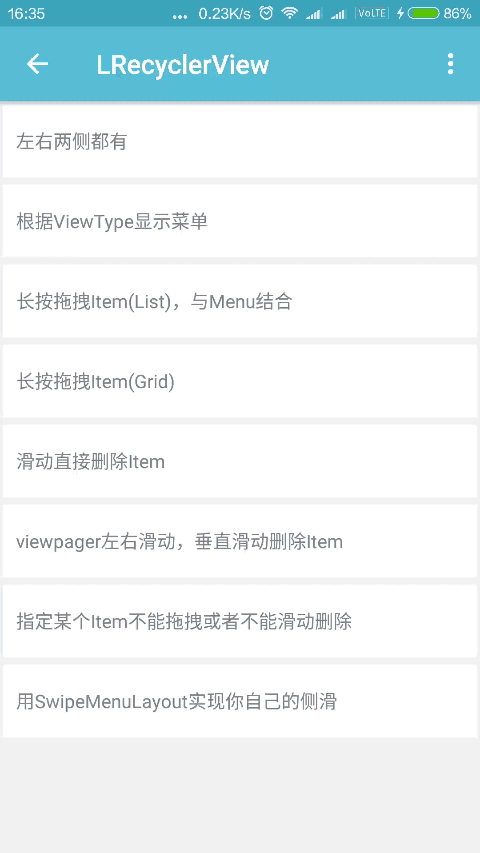 16:35 ... 0.23K/s VoLTE 86%
LRecyclerView
左右两侧都有
根据ViewType显示菜单
长按拖拽Item(List)，与Menu结合
长按拖拽Item(Grid)
滑动直接删除Item
viewpager左右滑动，垂直滑动删除Item
指定某个Item不能拖拽或者不能滑动删除
用SwipeMenuLayout实现你自己的侧滑